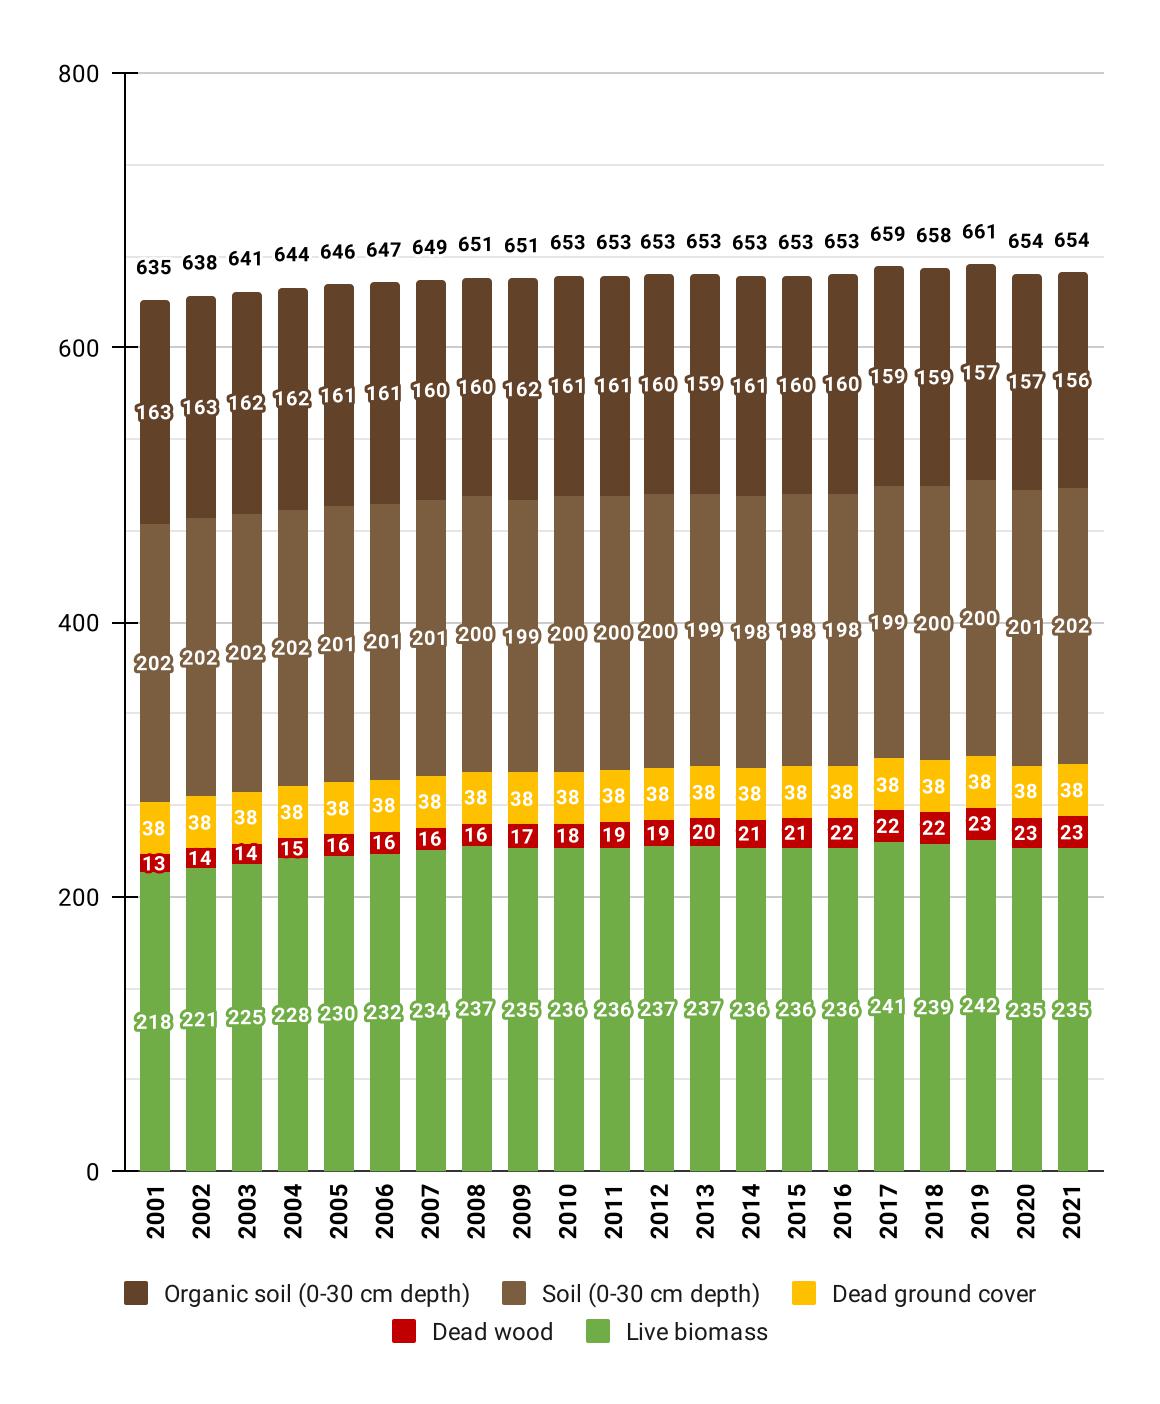 800
635 638 641 644 646 647 649 651 651 653 653 653 653 653 653 653 659 658 661 654 654
600
163 163 162 162 161 161 160 160 162 161 161 160 159 161 160 160 159 159 157 157 156
400
202 202 202 202 201 201 201 200 199 200 200 200 199 198 198 198 199 200 200 201 202
38 38 38 38 38 38 38 38 38 38 38 38 38 38 38 38 38 38 38 38 38
13 14 14 15 16 16 16 16 17 18 19 19 20 21 21 22 22 22 23 23 23
200
218 221 225 228 230 232 234 237 235 236 236 237 237 236 236 236 241 239 242 235 235
0
2001 2002 2003 2004 2005 2006 2007 2008 2009 2010 2011 2012 2013 2014 2015 2016 2017 2018 2019 2020 2021
Organic soil (0-30 cm depth) Soil (0-30 cm depth) Dead ground cover
Dead wood Live biomass